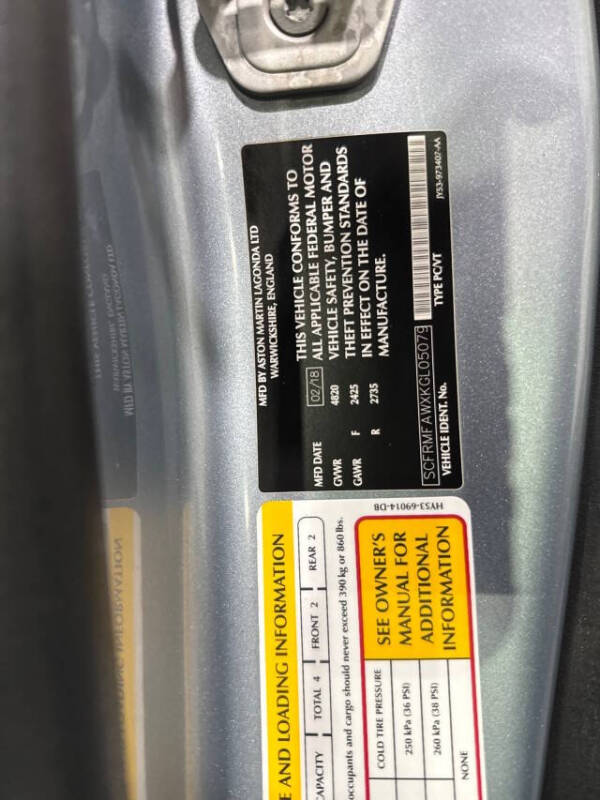 MFD BY ASTON MARTIN LAGONDA LTD
WARWICKSHIRE, ENGLAND
THIS VEHICLE CONFORMS TO
ALL APPLICABLE FEDERAL MOTOR
VEHICLE SAFETY, BUMPER AND
THEFT PREVENTION STANDARDS
IN EFFECT ON THE DATE OF
MANUFACTURE.
MFD DATE 02/18
GVWR 4820
GAWR F 2425
R 2735
SCFRMFAWXKGL05079
VEHICLE IDENT. No.
TYPE PC/VT
JY53-973407-AA
HY53-69014-DB
E AND LOADING INFORMATION
CAPACITY TOTAL 4 FRONT 2 REAR 2
occupants and cargo should never exceed 390 kg or 860 lbs.
COLD TIRE PRESSURE
250 kPa (36 PSI)
260 kPa (38 PSI)
NONE
SEE OWNER'S
MANUAL FOR
ADDITIONAL
INFORMATION